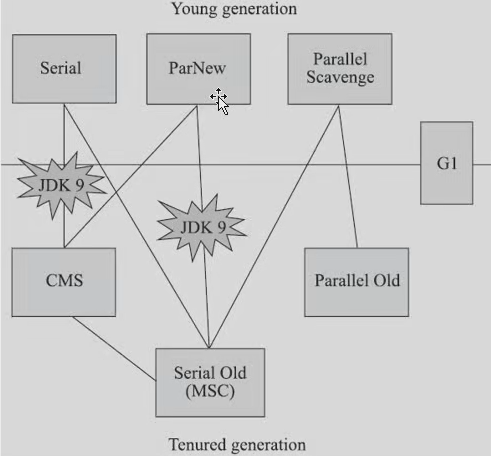 Young generation
Serial
ParNew
Parallel
Scavenge
G1
JDK 9
JDK 9
CMS
Parallel Old
Serial Old
(MSC)
Tenured generation